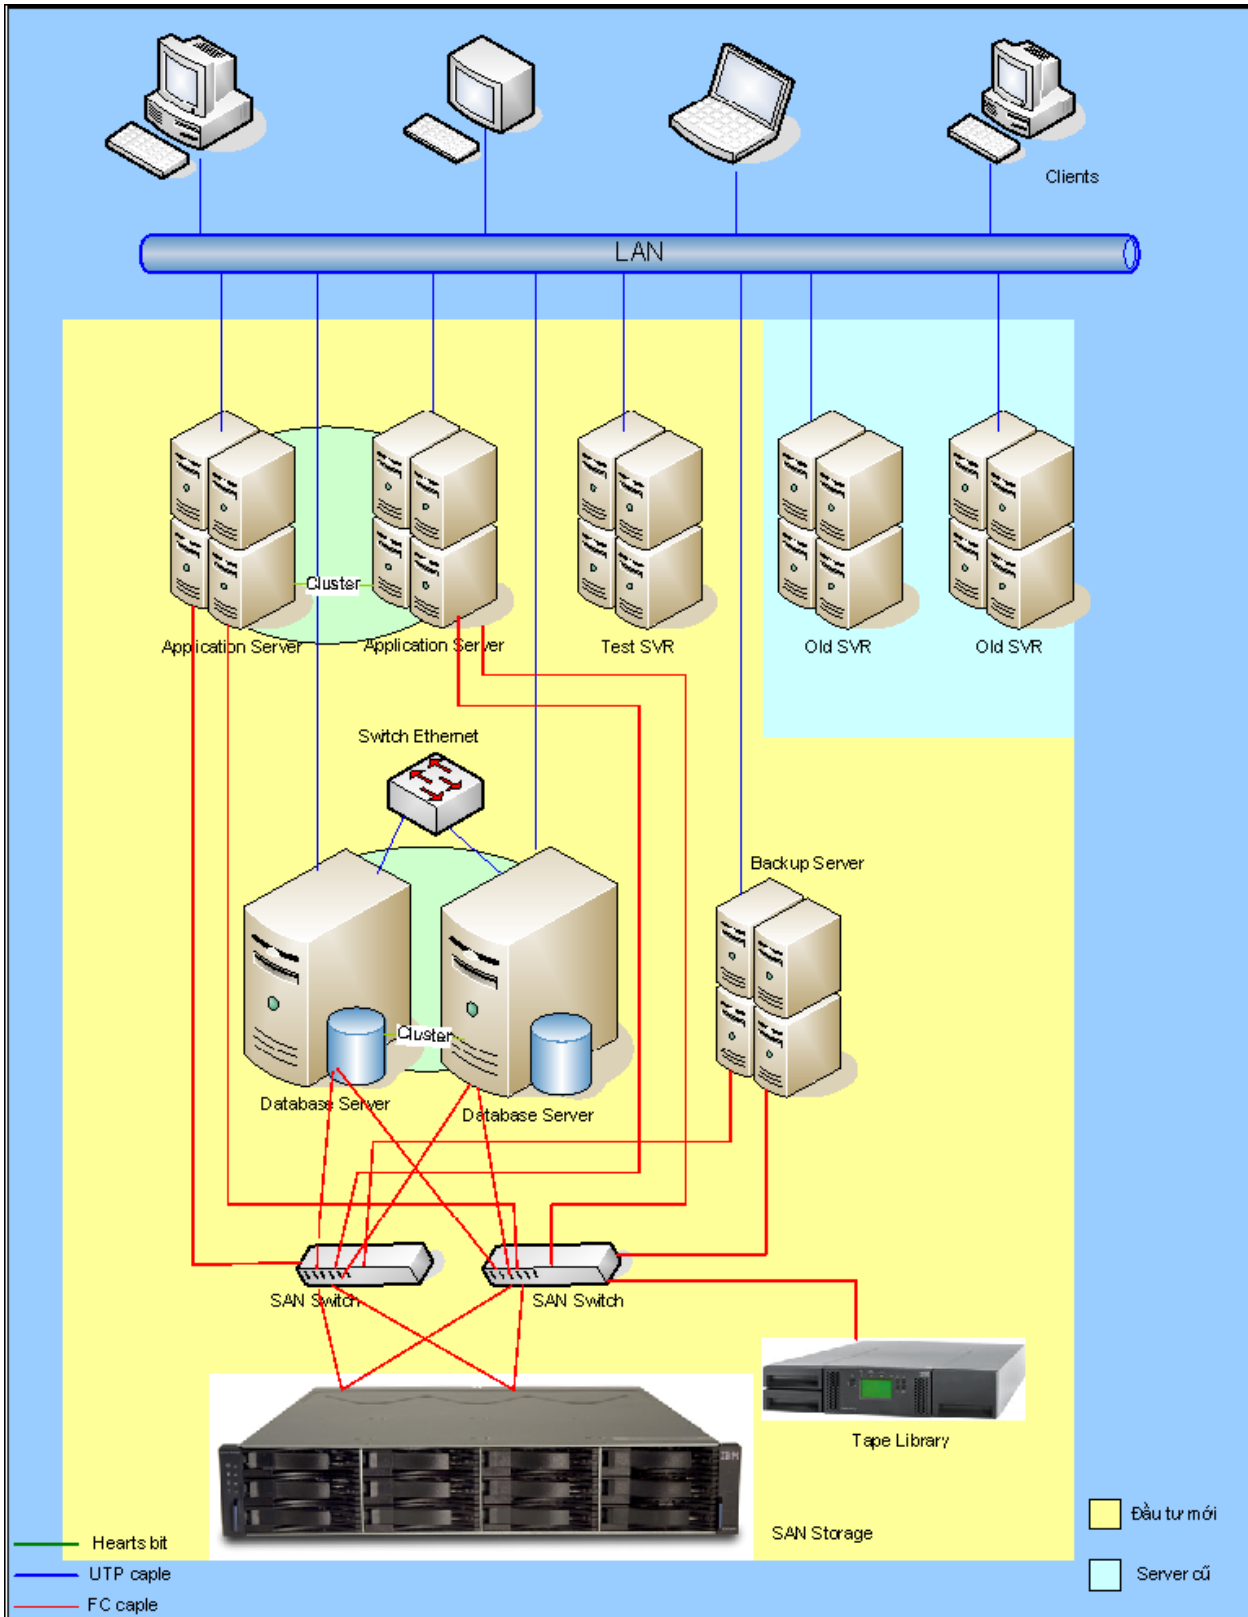 Clients
LAN
Cluster
Application Server
Application Server
Test SVR
Old SVR
Old SVR
Switch Ethernet
Backup Server
Cluster
Database Server
Database Server
SAN Switch
SAN Switch
Tape Library
IBM
SAN Storage
Đầu tư mới
Server cũ
Hearts bit
UTP caple
FC caple